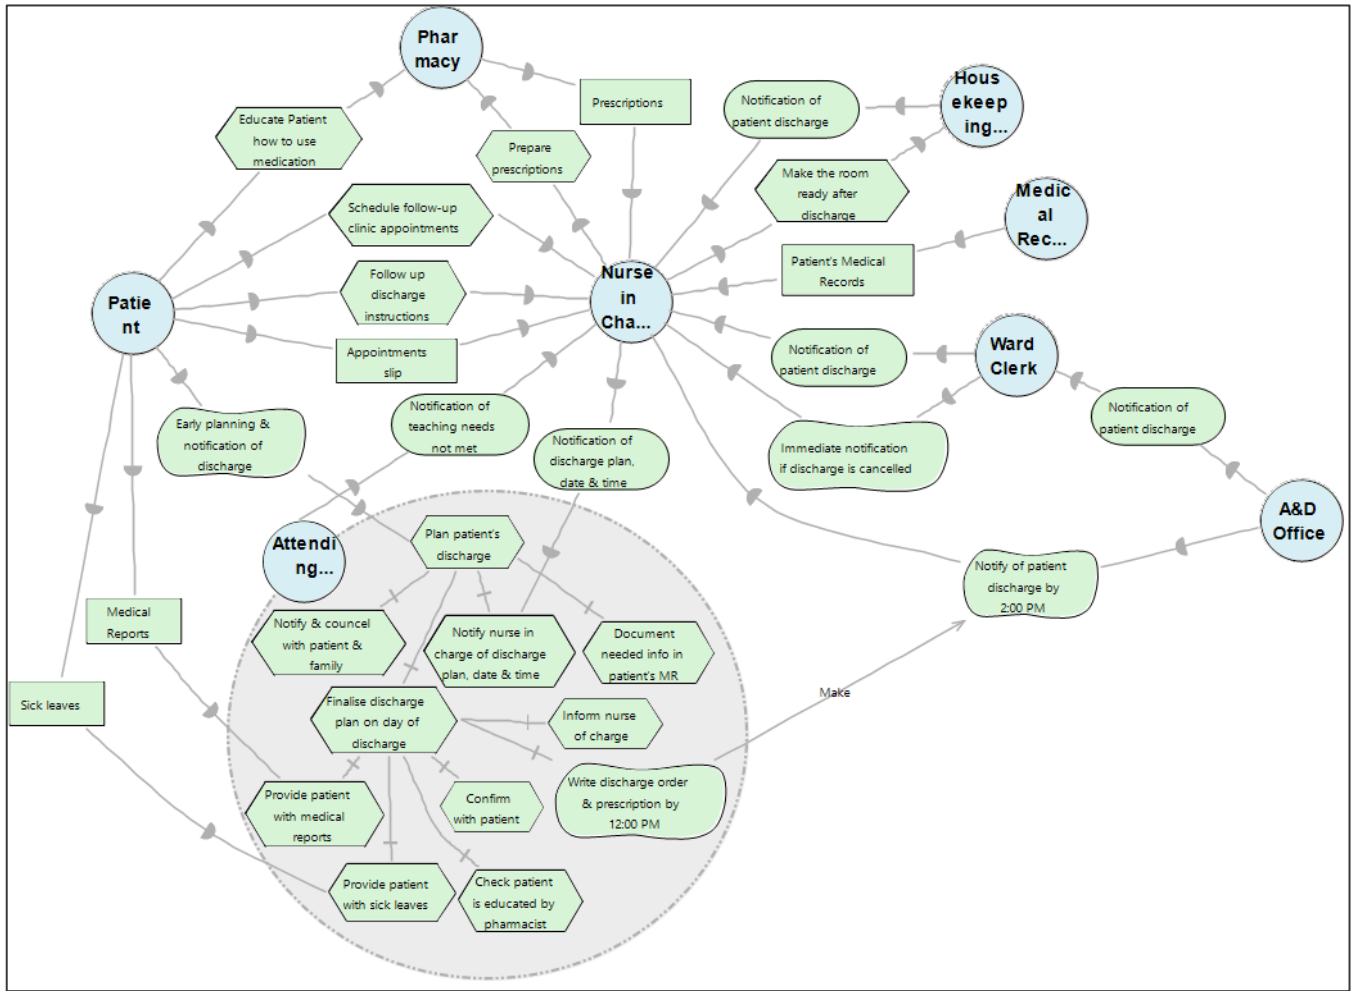 Phar
macy
Prescriptions
Notification of
patient discharge
Hous
ekeep
ing...
Educate Patient
how to use
medication
Prepare
prescriptions
Make the room
ready after
discharge
Medic
al
Rec...
Schedule follow-up
clinic appointments
Patient's Medical
Records
Patie
nt
Follow up
discharge
instructions
Nurse
in
Cha...
Appointments
slip
Notification of
patient discharge
Ward
Clerk
Notification of
patient discharge
Early planning &
notification of
discharge
Notification of
teaching needs
not met
Notification of
discharge plan,
date & time
Immediate notification
if discharge is cancelled
A&D
Office
Attendi
ng...
Plan patient's
discharge
Notify of patient
discharge by
2:00 PM
Medical
Reports
Notify & councel
with patient &
family
Notify nurse in
charge of discharge
plan, date & time
Document
needed info in
patient's MR
Make
Sick leaves
Finalise discharge
plan on day of
discharge
Inform nurse
of charge
Provide patient
with medical
reports
Confirm
with patient
Write discharge order
& prescription by
12:00 PM
Provide patient
with sick leaves
Check patient
is educated by
pharmacist